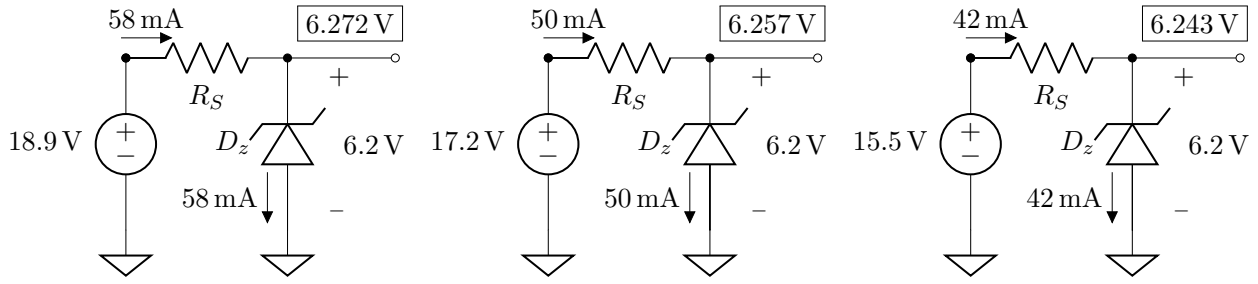 58 mA
6.272 V
+
R_S
18.9 V
+
−
D_z
6.2 V
58 mA
−
50 mA
6.257 V
+
R_S
17.2 V
+
−
D_z
6.2 V
50 mA
−
42 mA
6.243 V
+
R_S
15.5 V
+
−
D_z
6.2 V
42 mA
−